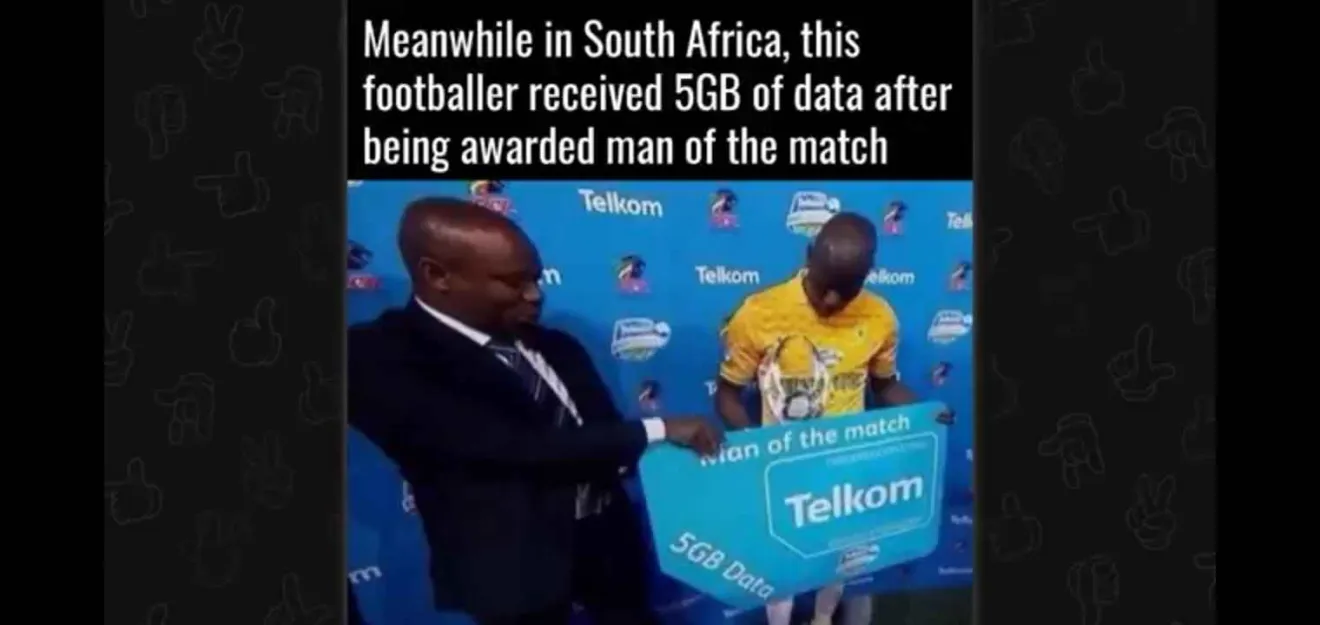 Meanwhile in South Africa, this
footballer received 5GB of data after
being awarded man of the match
Telkom
Telkom
Man of the match
Telkom
5GB Data